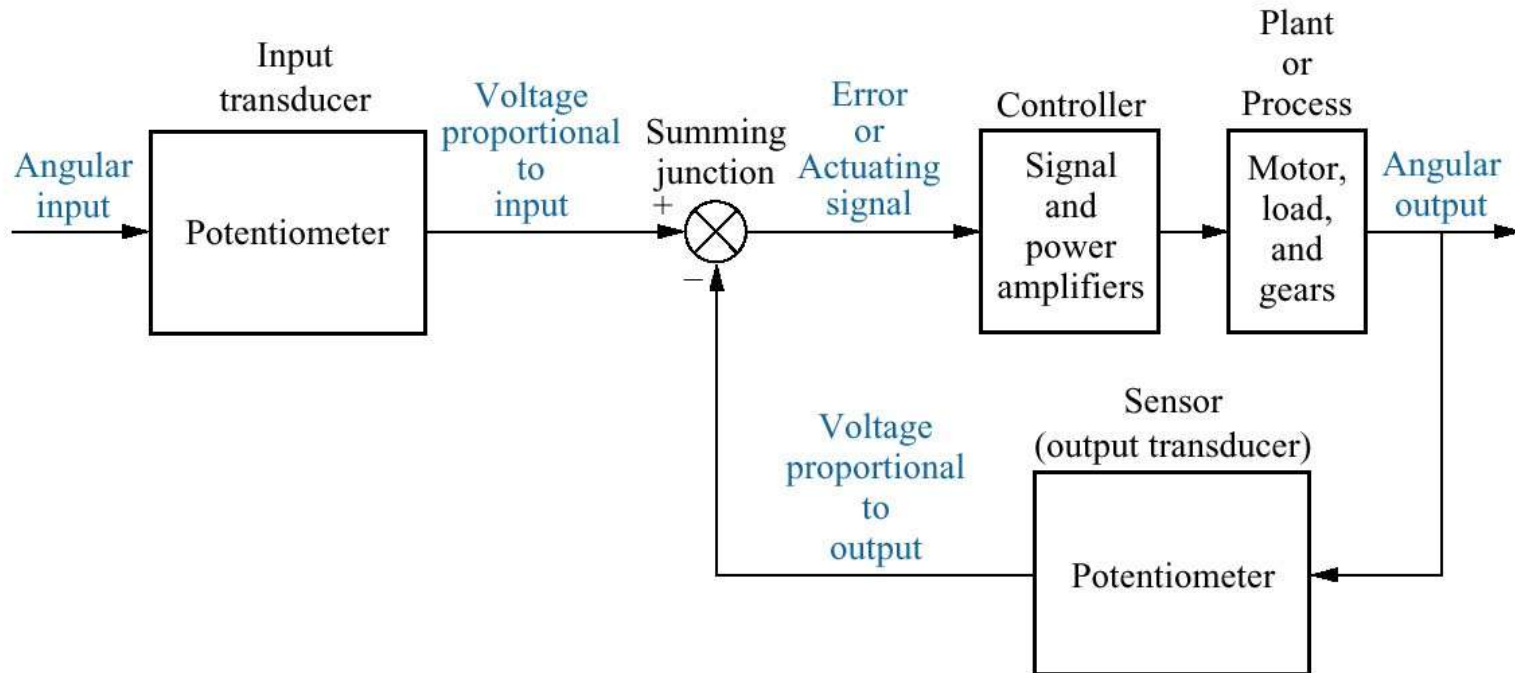 Input
transducer
Angular
input
Potentiometer
Voltage
proportional
to
input
Summing
junction
+
−
Error
or
Actuating
signal
Controller
Signal
and
power
amplifiers
Plant
or
Process
Motor,
load,
and
gears
Angular
output
Sensor
(output transducer)
Potentiometer
Voltage
proportional
to
output